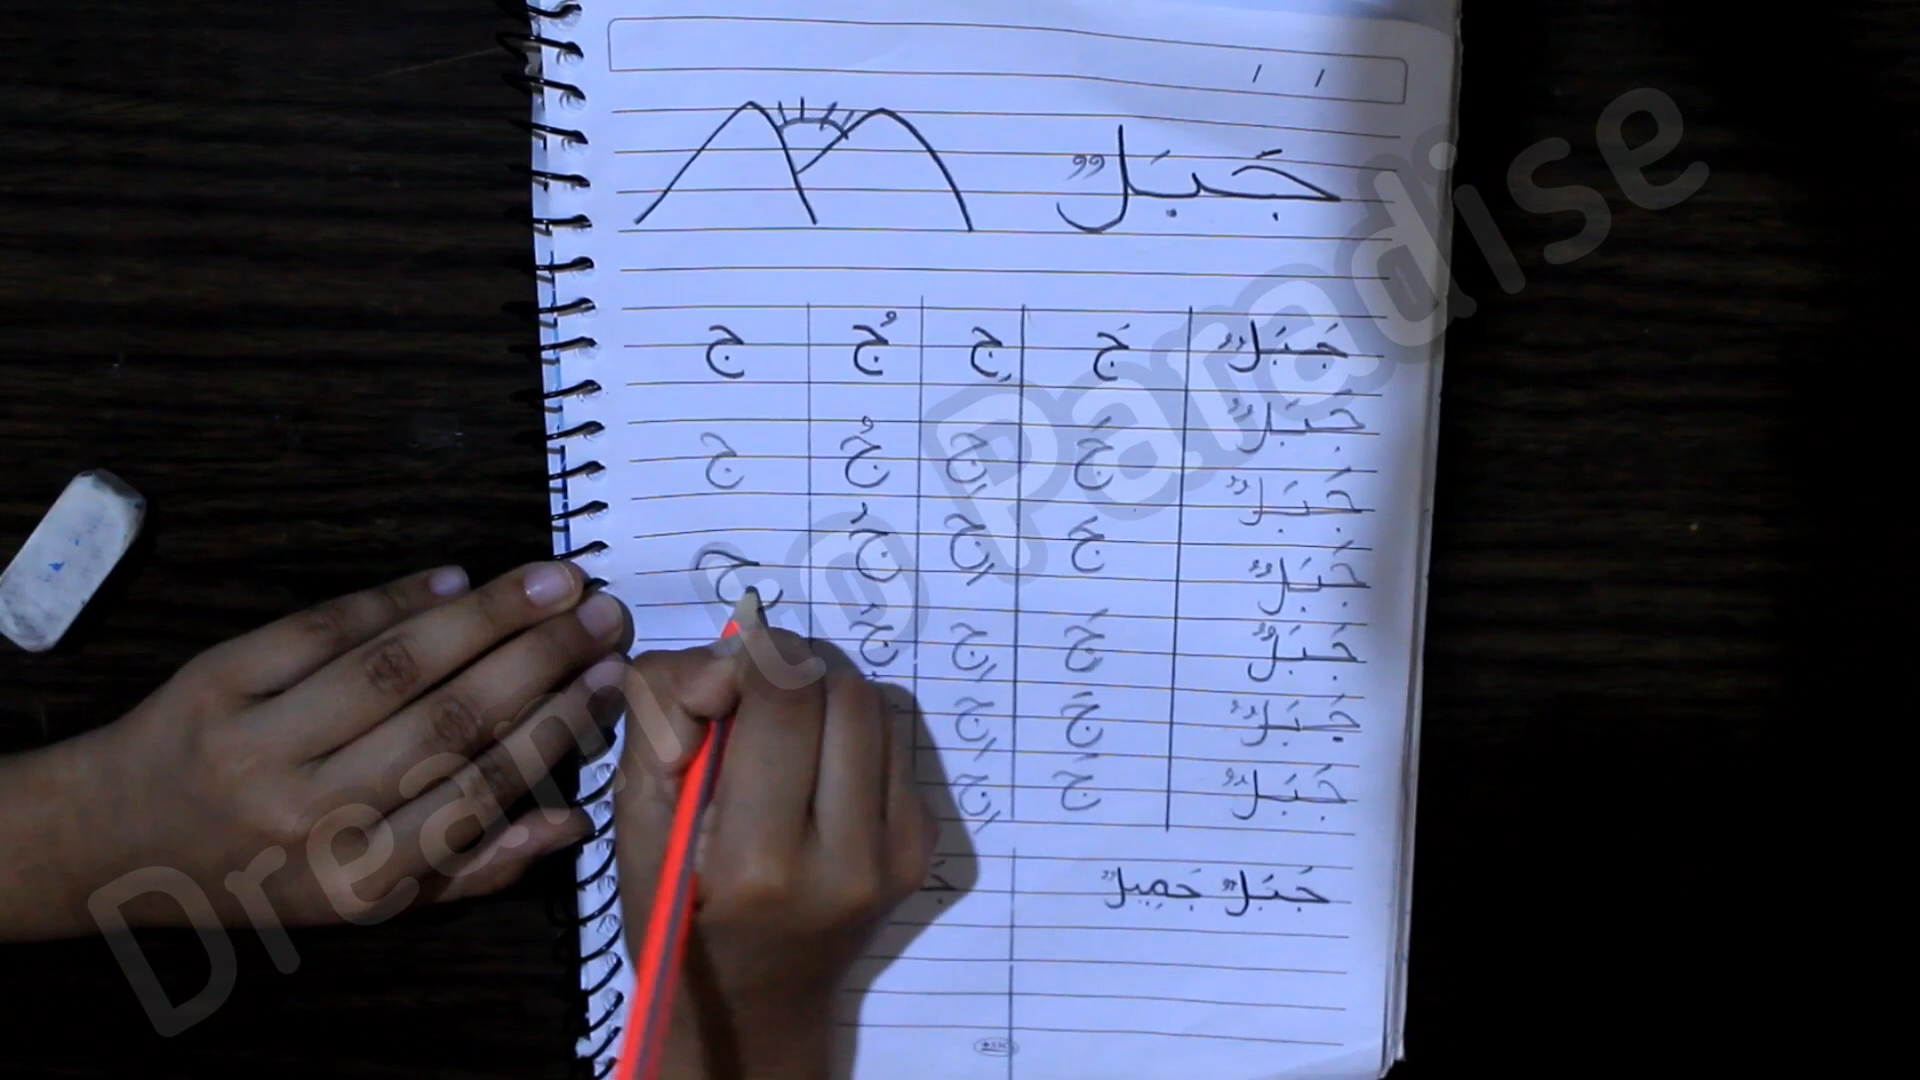 جَبَلٌ
جَبَلٌ جَ جِ جُ ج
جَبَلٌ جَ جِ جُ ج
جَبَلٌ جَ جِ جُ ج
جَبَلٌ جَ جِ جُ
جَبَلٌ جَ جِ
جَبَلٌ جَ جِ
جَبَلٌ جَمِيلٌ
Dream to Paradise